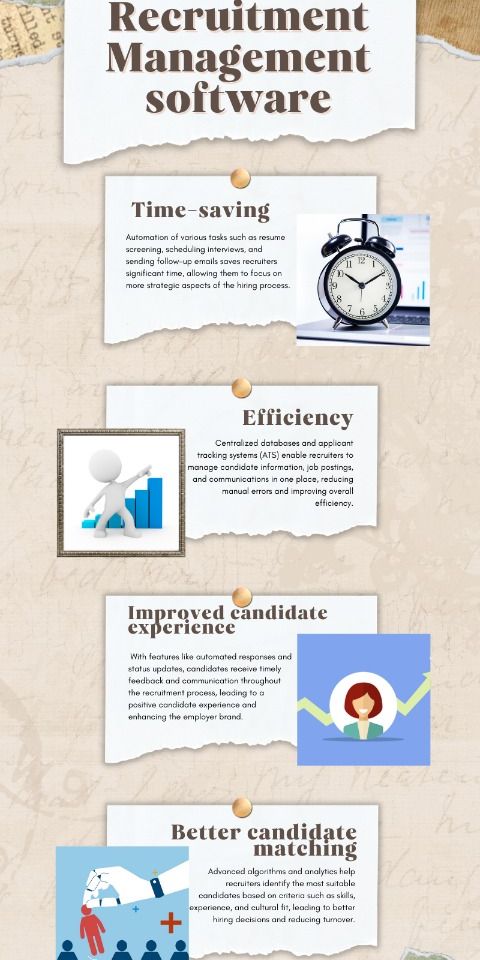 Recruitment
Management
software
Time-saving
Automation of various tasks such as resume
screening, scheduling interviews, and
sending follow-up emails saves recruiters
significant time, allowing them to focus on
more strategic aspects of the hiring process.
Efficiency
Centralized databases and applicant
tracking systems (ATS) enable recruiters to
manage candidate information, job postings,
and communications in one place, reducing
manual errors and improving overall
efficiency.
Improved candidate
experience
With features like automated responses and
status updates, candidates receive timely
feedback and communication throughout
the recruitment process, leading to a
positive candidate experience and
enhancing the employer brand.
Better candidate
matching
Advanced algorithms and analytics help
recruiters identify the most suitable
candidates based on criteria such as skills,
experience, and cultural fit, leading to better
hiring decisions and reducing turnover.